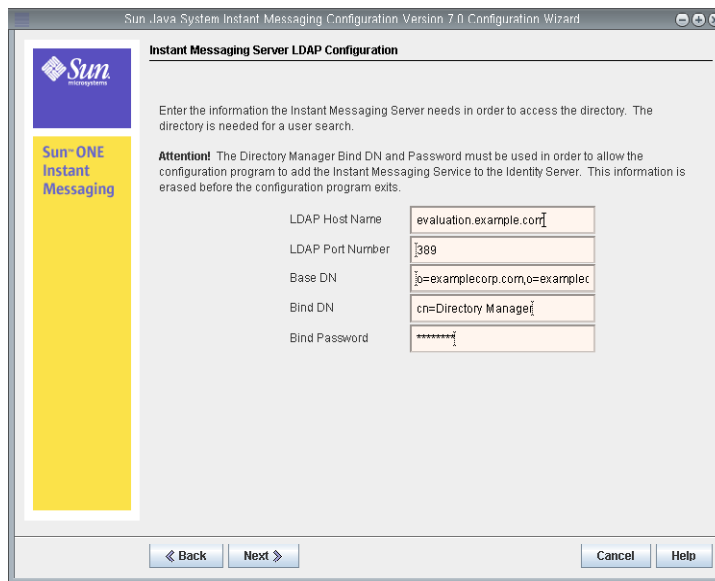 Sun Java System Instant Messaging Configuration Version 7.0 Configuration Wizard
Sun
microsystems
Sun™ ONE
Instant
Messaging
Instant Messaging Server LDAP Configuration
Enter the information the Instant Messaging Server needs in order to access the directory. The
directory is needed for a user search.
Attention! The Directory Manager Bind DN and Password must be used in order to allow the
configuration program to add the Instant Messaging Service to the Identity Server. This information is
erased before the configuration program exits.
LDAP Host Name evaluation.example.com
LDAP Port Number 389
Base DN o=examplecorp.com,o=examplec
Bind DN cn=Directory Manager
Bind Password ********
Back Next Cancel Help